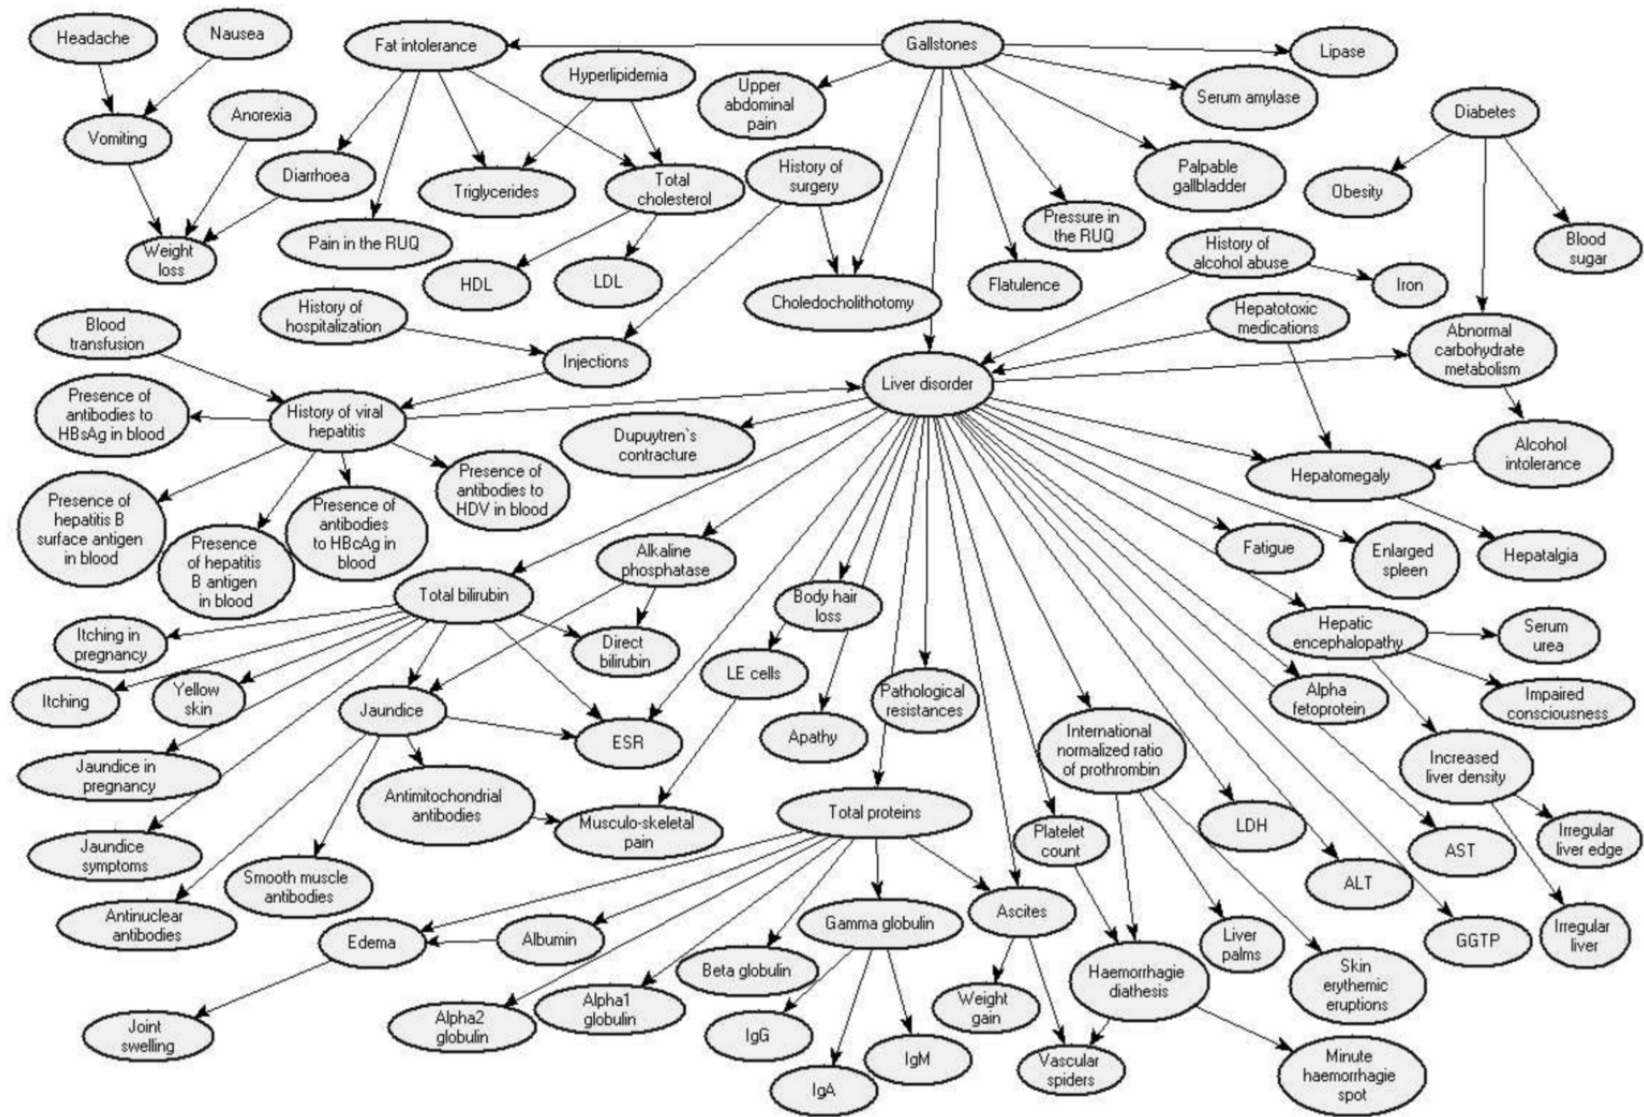 Headache
Nausea
Fat intolerance
Gallstones
Lipase
Hyperlipidemia
Upper
abdominal
pain
Serum amylase
Anorexia
Diabetes
Vomiting
Diarrhoea
Triglycerides
Total
cholesterol
History of
surgery
Palpable
gallbladder
Obesity
Pain in the RUQ
Pressure in
the RUQ
Weight
loss
History of
alcohol abuse
Blood
sugar
HDL
LDL
Flatulence
Iron
Choledocholithotomy
History of
hospitalization
Hepatotoxic
medications
Blood
transfusion
Injections
Abnormal
carbohydrate
metabolism
Liver disorder
Presence of
antibodies to
HBsAg in blood
History of viral
hepatitis
Dupuytren`s
contracture
Alcohol
intolerance
Hepatomegaly
Presence of
antibodies to
HDV in blood
Presence of
hepatitis B
surface antigen
in blood
Presence of
antibodies
to HBcAg in
blood
Presence
of hepatitis
B antigen
in blood
Alkaline
phosphatase
Fatigue
Enlarged
spleen
Hepatalgia
Total bilirubin
Body hair
loss
Hepatic
encephalopathy
Serum
urea
Itching in
pregnancy
Direct
bilirubin
LE cells
Itching
Yellow
skin
Jaundice
Pathological
resistances
Alpha
fetoprotein
Impaired
consciousness
ESR
Apathy
International
normalized ratio
of prothrombin
Increased
liver density
Jaundice in
pregnancy
Antimitochondrial
antibodies
Musculo-skeletal
pain
Total proteins
Platelet
count
LDH
Irregular
liver edge
AST
Jaundice
symptoms
Smooth muscle
antibodies
ALT
Antinuclear
antibodies
Edema
Albumin
Gamma globulin
Ascites
Liver
palms
GGTP
Irregular
liver
Beta globulin
Haemorrhagie
diathesis
Skin
erythemic
eruptions
Alpha1
globulin
Weight
gain
Joint
swelling
Alpha2
globulin
IgG
IgM
IgA
Vascular
spiders
Minute
haemorrhagie
spot